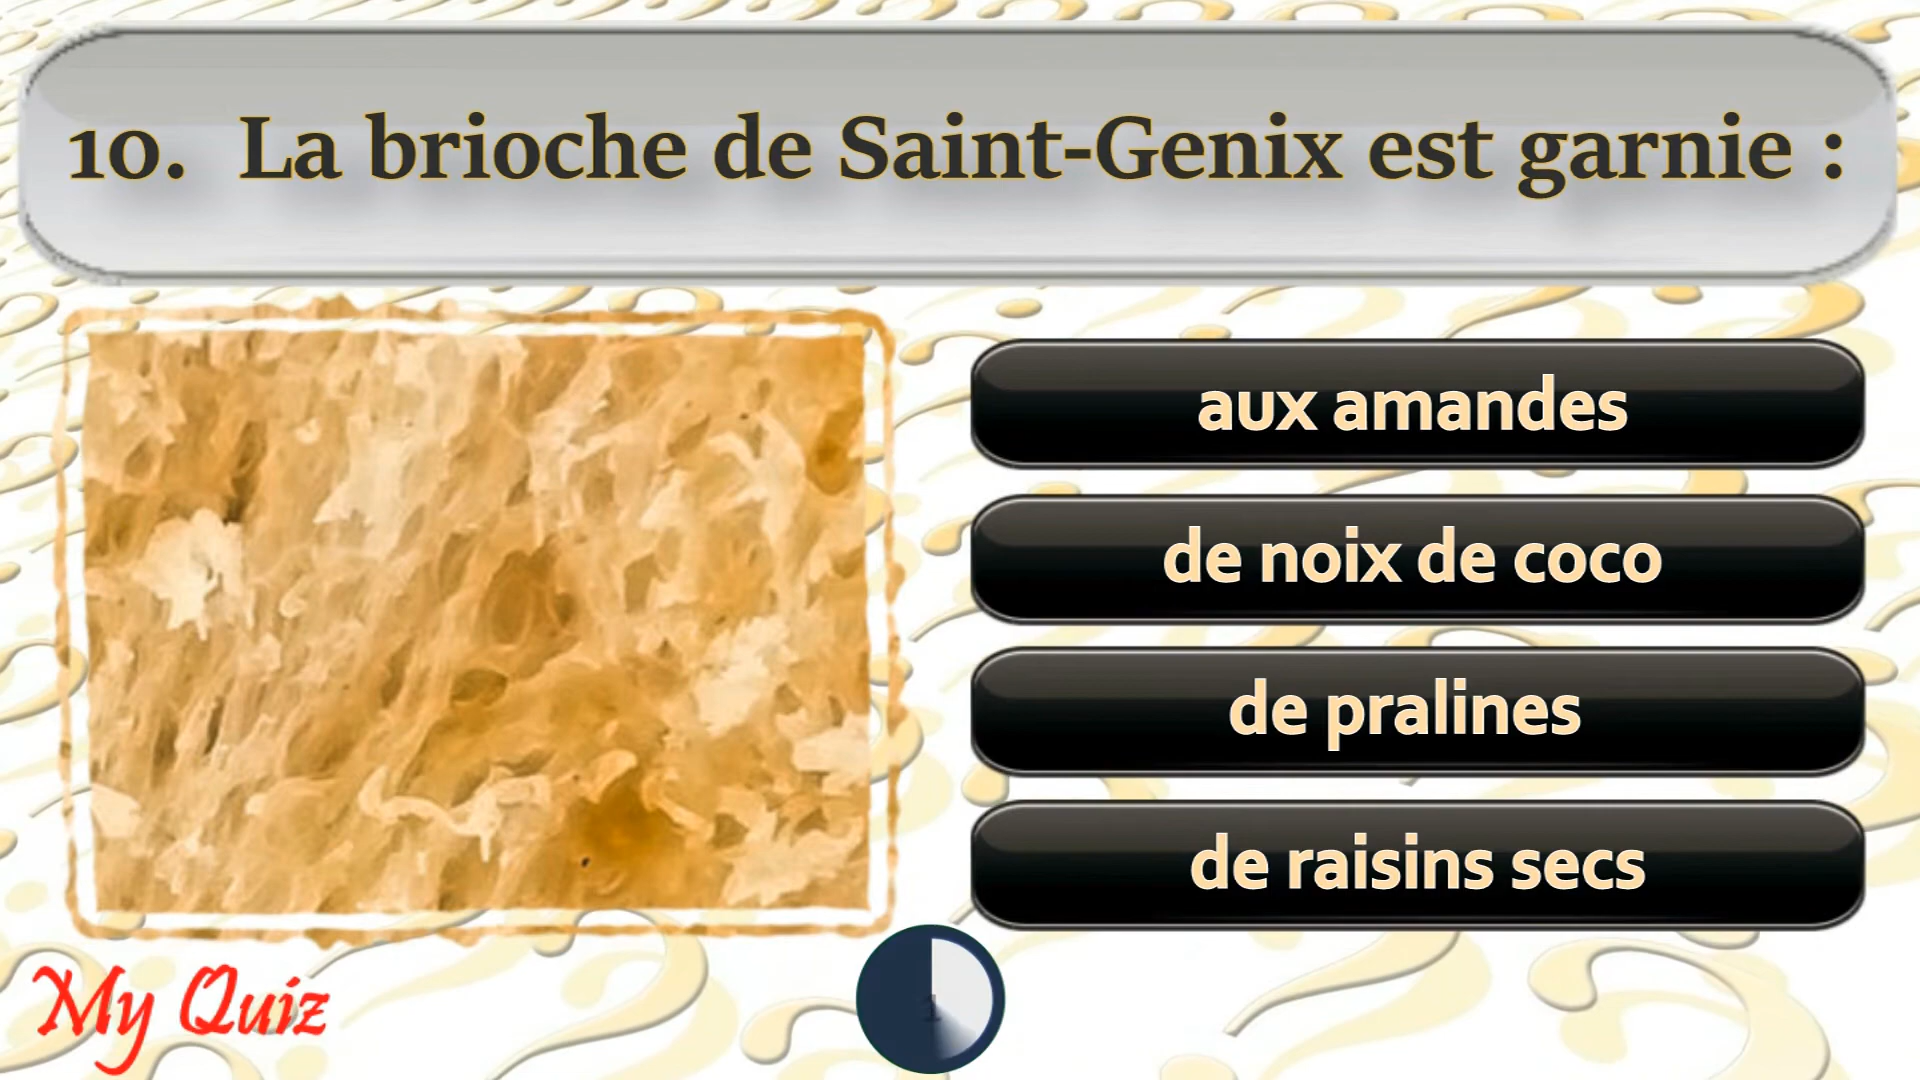 10. La brioche de Saint-Genix est garnie :
aux amandes
de noix de coco
de pralines
de raisins secs
My Quiz
1